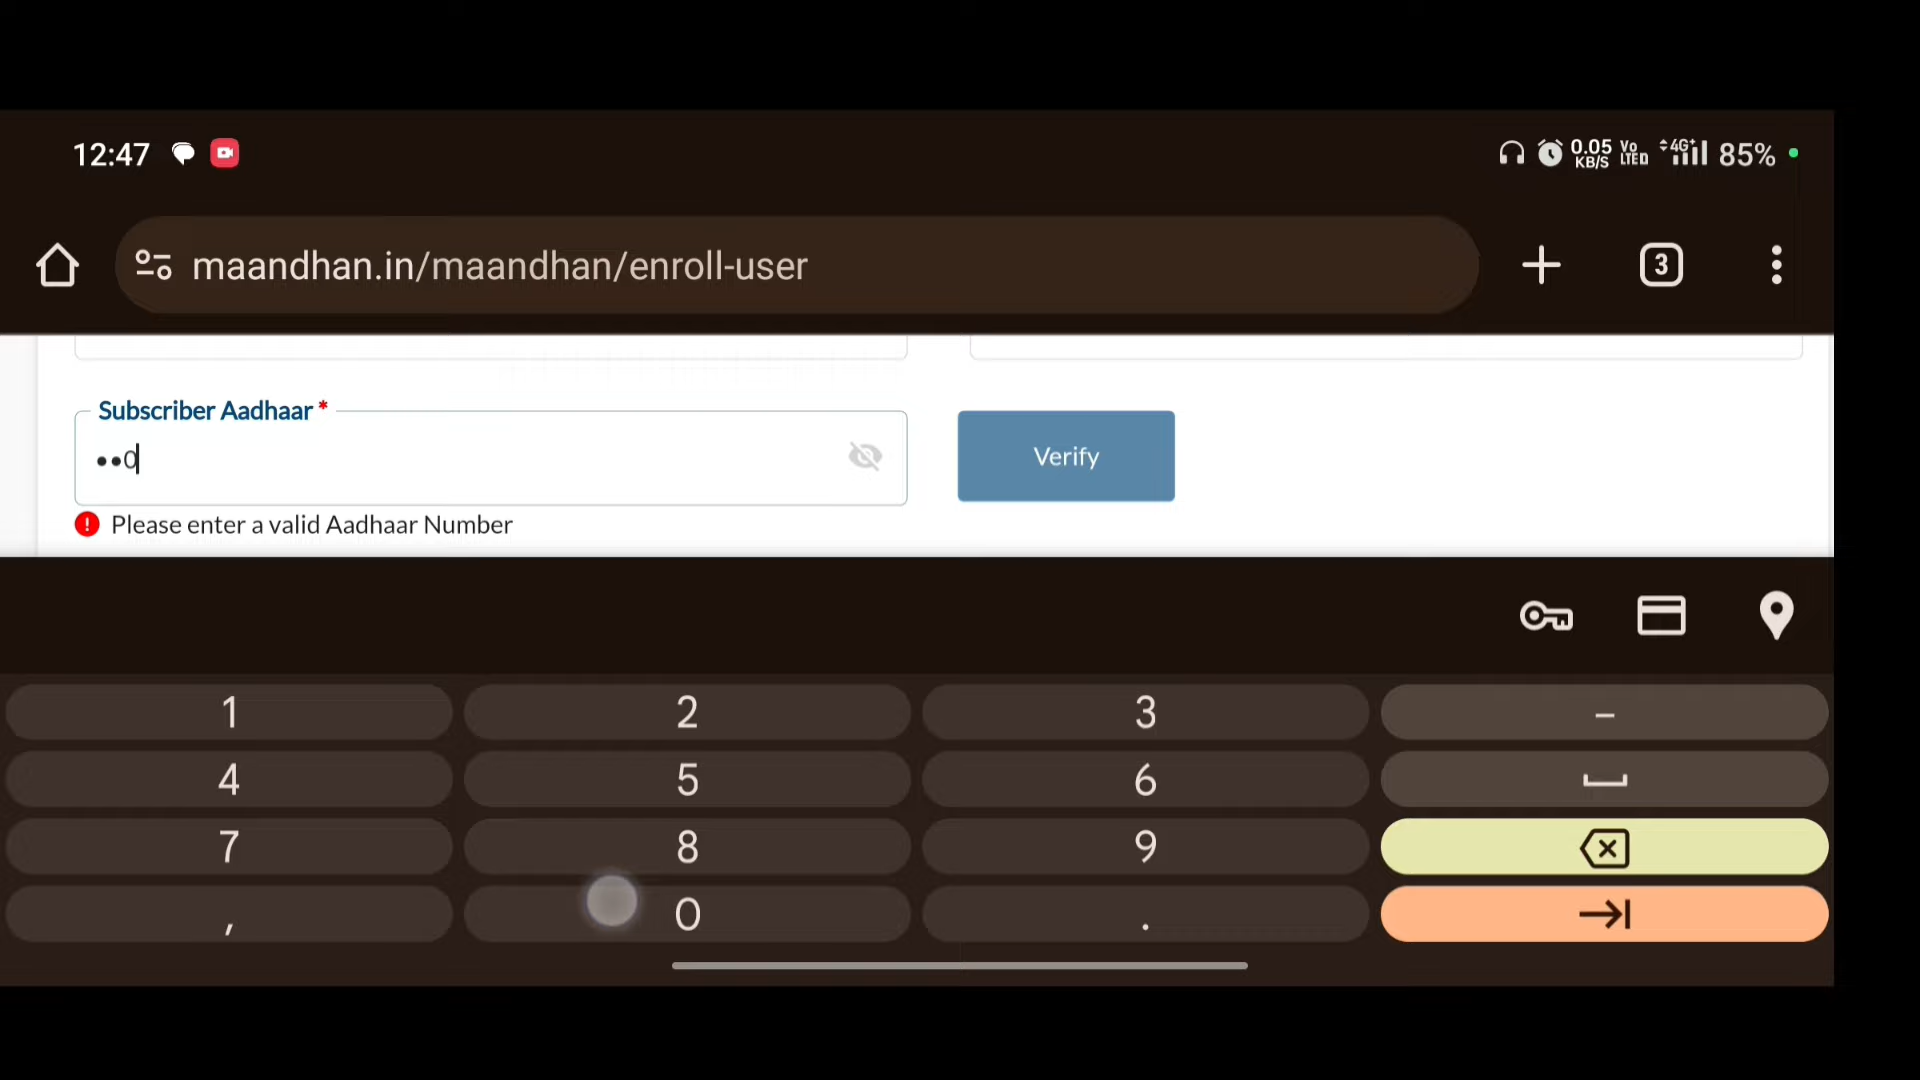 12:47
0.05 KB/S Vo LTE 4G+ 85%
maandhan.in/maandhan/enroll-user
3
Subscriber Aadhaar *
••0
Verify
Please enter a valid Aadhaar Number
1 2 3 –
4 5 6
7 8 9
, 0 .